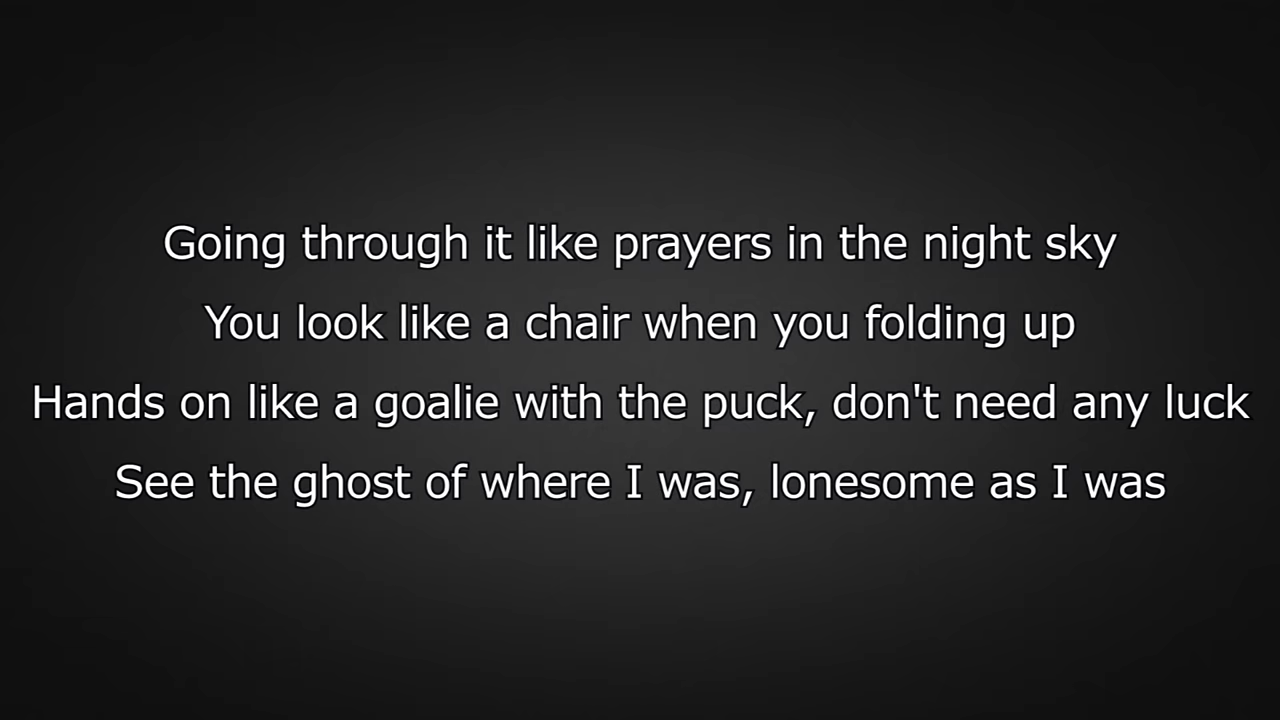 Going through it like prayers in the night sky
You look like a chair when you folding up
Hands on like a goalie with the puck, don't need any luck
See the ghost of where I was, lonesome as I was